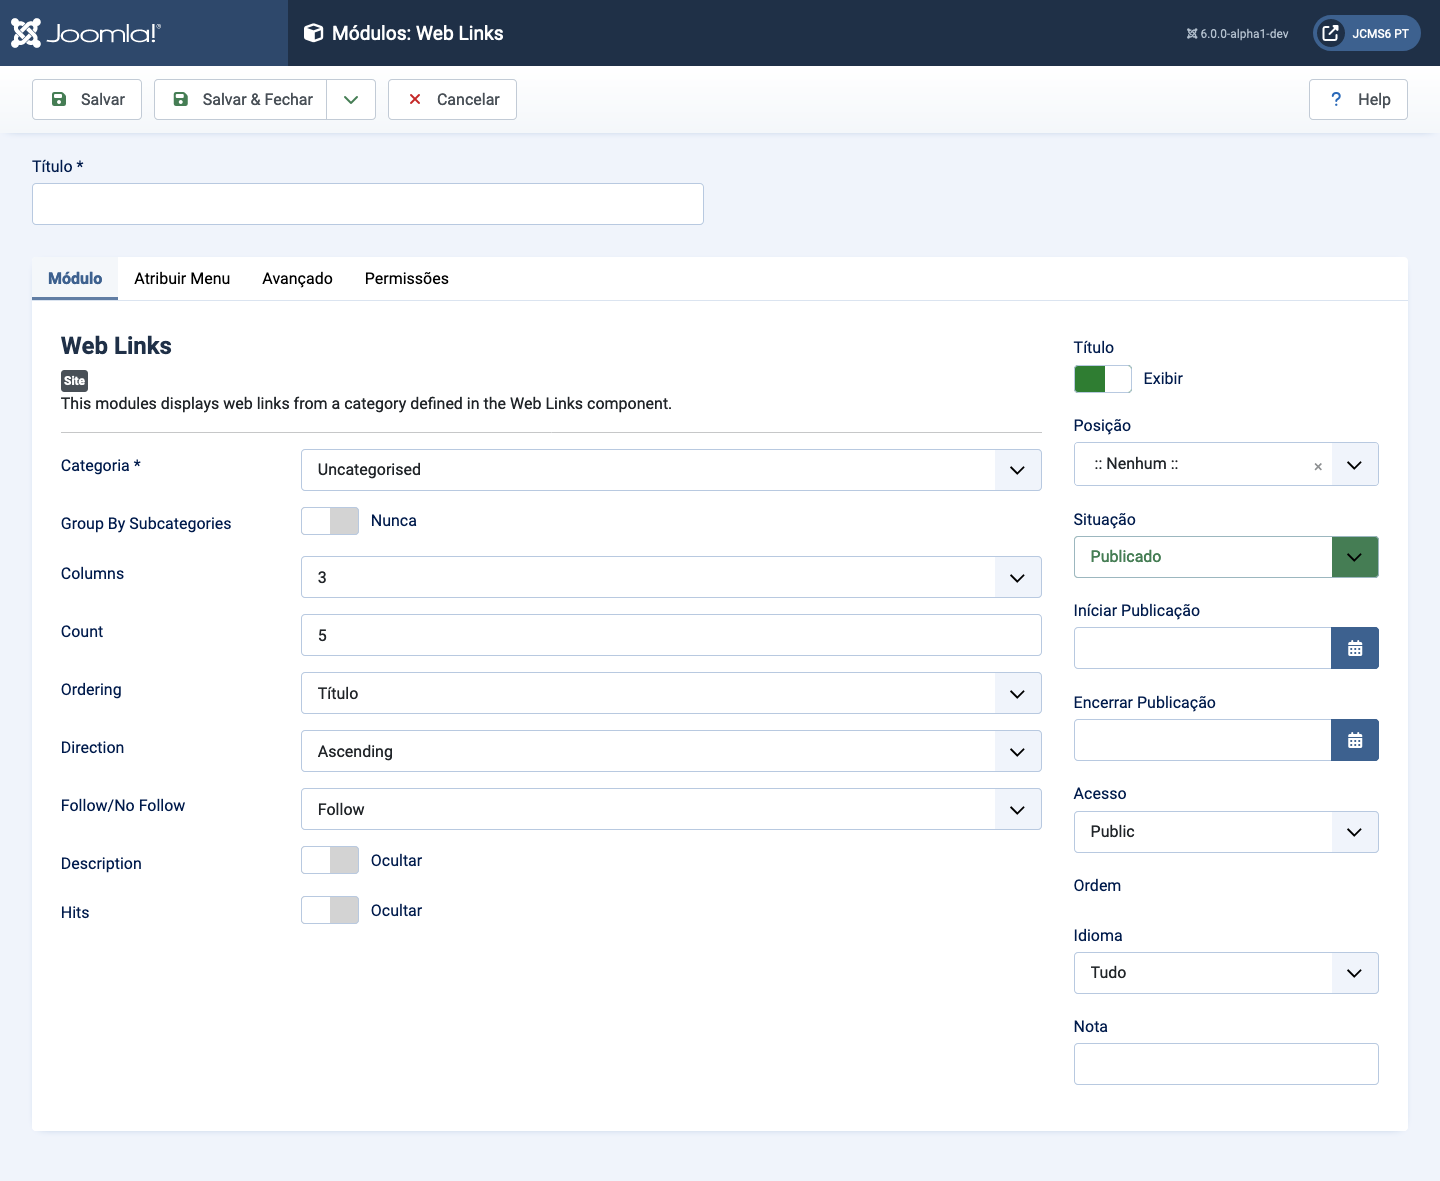 Joomla!®
Módulos: Web Links
6.0.0-alpha1-dev
JCMS6 PT
Salvar
Salvar & Fechar
Cancelar
? Help
Título *
Módulo
Atribuir Menu
Avançado
Permissões
Web Links
Site
This modules displays web links from a category defined in the Web Links component.
Categoria *
Uncategorised
Group By Subcategories
Nunca
Columns
3
Count
5
Ordering
Título
Direction
Ascending
Follow/No Follow
Follow
Description
Ocultar
Hits
Ocultar
Título
Exibir
Posição
:: Nenhum ::
×
Situação
Publicado
Iníciar Publicação
Encerrar Publicação
Acesso
Public
Ordem
Idioma
Tudo
Nota